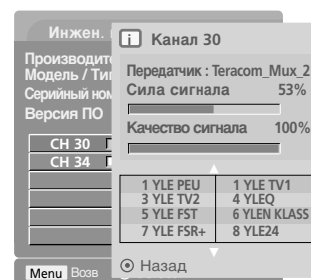 Инжен.
Производит
Модель / Ти
Серийный ном
Версия ПО
CH 30
CH 34
Menu Возв
i Канал 30
Передатчик : Teracom_Mux_2
Сила сигнала 53%
Качество сигнала 100%
1 YLE PEU 1 YLE TV1
3 YLE TV2 4 YLEQ
5 YLE FST 6 YLEN KLASS
7 YLE FSR+ 8 YLE24
Назад